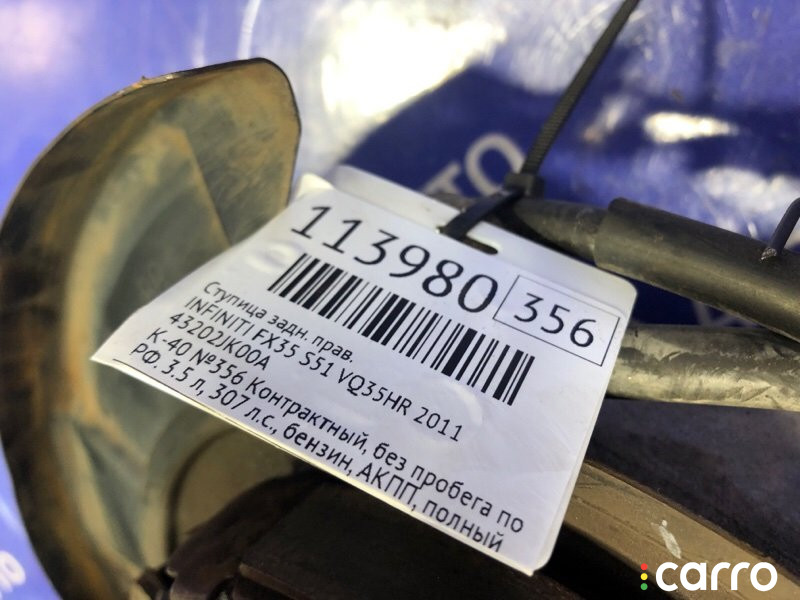 113980
356
Ступица задн. прав.
INFINITI FX35 S51 VQ35HR 2011
43202JK00A
К-40 №356 Контрактный, без пробега по
РФ. 3.5 л, 307 л.с., бензин, АКПП, полный
carro